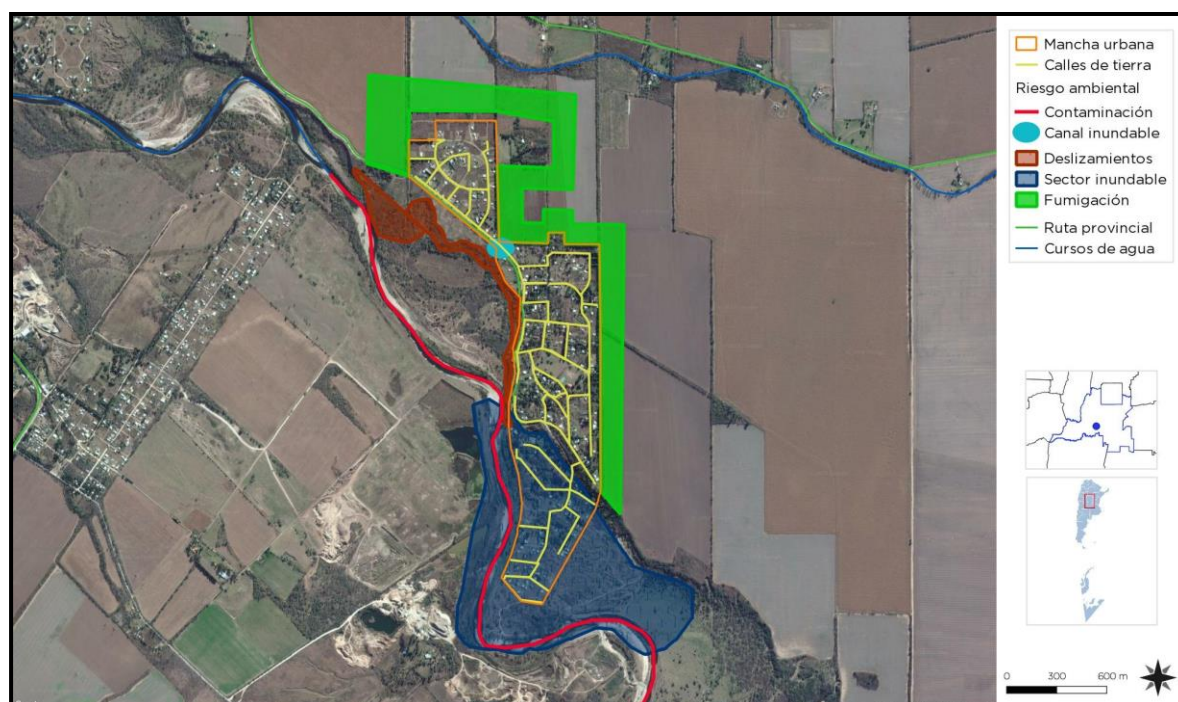 Mancha urbana
Calles de tierra
Riesgo ambiental
Contaminación
Canal inundable
Deslizamientos
Sector inundable
Fumigación
Ruta provincial
Cursos de agua
0 300 600 m